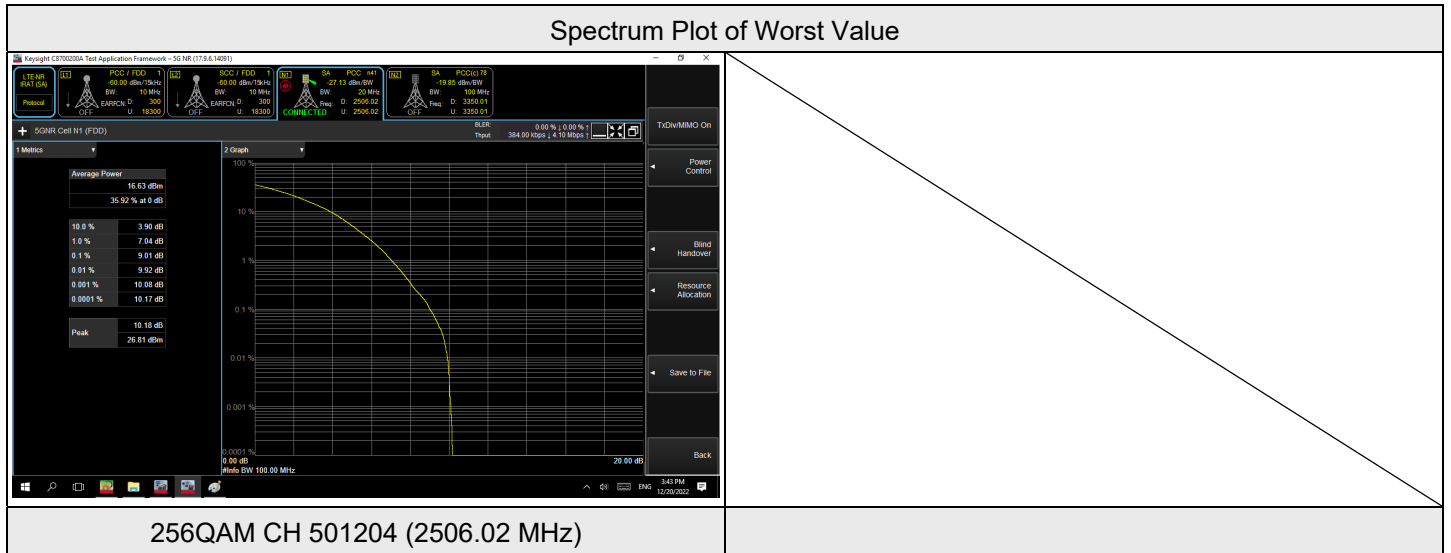 Spectrum Plot of Worst Value
Keysight C8700200A Test Application Framework – 5G NR (17.9.6.14091)
LTE-NR
IRAT (SA)
Protocol
L1
PCC / FDD 1
-60.00 dBm/15kHz
BW: 10 MHz
EARFCN: D: 300
OFF U: 18300
L2
SCC / FDD 1
-60.00 dBm/15kHz
BW: 10 MHz
EARFCN: D: 300
OFF U: 18300
N1
SA PCC n41
-27.13 dBm/BW
BW: 20 MHz
Freq: D: 2506.02
CONNECTED U: 2506.02
N2
SA PCC(c) 78
-19.85 dBm/BW
BW: 100 MHz
Freq: D: 3350.01
OFF U: 3350.01
+ 5GNR Cell N1 (FDD)
BLER: 0.00 % ↓ 0.00 % ↑
Thput: 384.00 kbps ↓ 4.10 Mbps ↑
1 Metrics
2 Graph
Average Power
16.63 dBm
35.92 % at 0 dB
10.0 % 3.90 dB
1.0 % 7.04 dB
0.1 % 9.01 dB
0.01 % 9.92 dB
0.001 % 10.08 dB
0.0001 % 10.17 dB
Peak
10.18 dB
26.81 dBm
100 %
10 %
1 %
0.1 %
0.01 %
0.001 %
0.0001 %
0.00 dB
20.00 dB
#Info BW 100.00 MHz
TxDiv/MIMO On
Power
Control
Blind
Handover
Resource
Allocation
Save to File
Back
ENG
3:43 PM
12/20/2022
256QAM CH 501204 (2506.02 MHz)